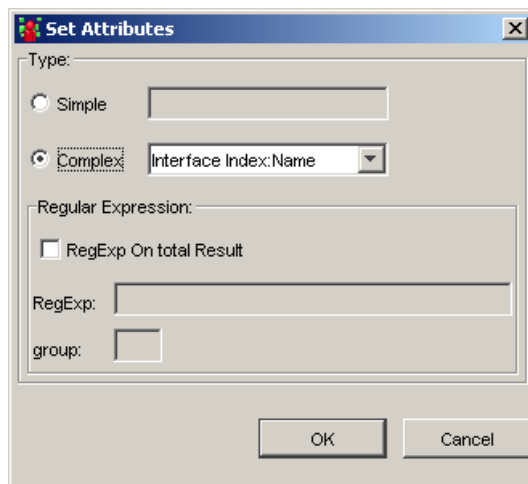 Set Attributes
Type:
Simple
Complex
Interface Index:Name
Regular Expression:
RegExp On total Result
RegExp:
group:
OK
Cancel